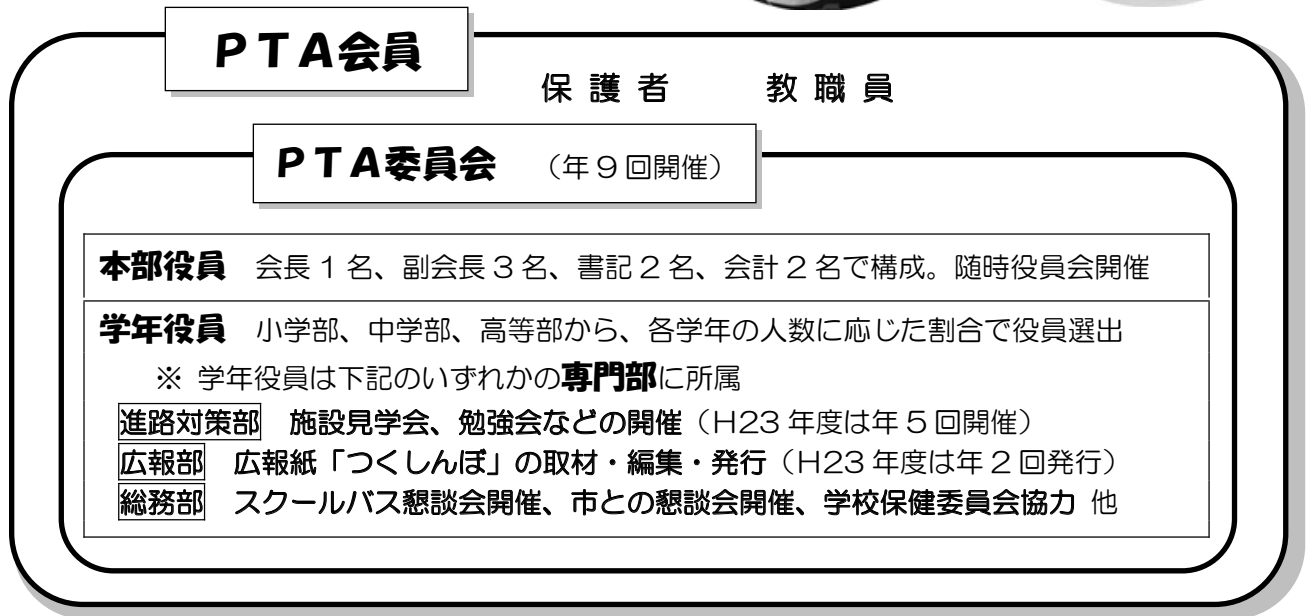 ＰＴＡ会員
保護者　教職員
ＰＴＡ委員会　（年９回開催）
本部役員　会長１名、副会長３名、書記２名、会計２名で構成。随時役員会開催
学年役員　小学部、中学部、高等部から、各学年の人数に応じた割合で役員選出
※ 学年役員は下記のいずれかの専門部に所属
進路対策部　施設見学会、勉強会などの開催（H23年度は年５回開催）
広報部　広報紙「つくしんぼ」の取材・編集・発行（H23年度は年２回発行）
総務部　スクールバス懇談会開催、市との懇談会開催、学校保健委員会協力 他